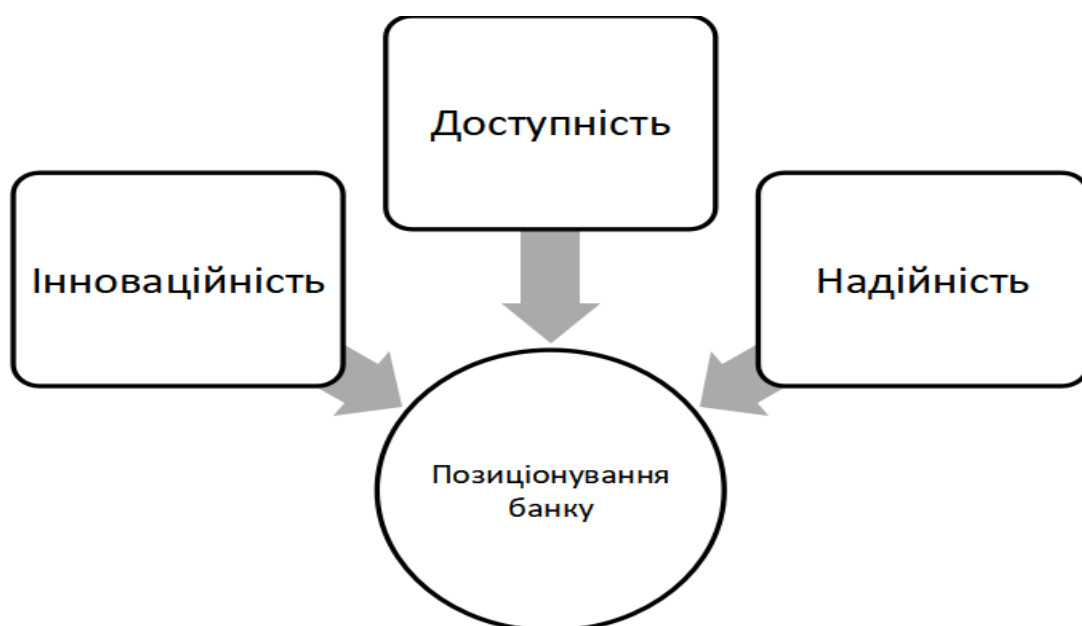 Доступність
Інноваційність
Надійність
Позиціонування
банку